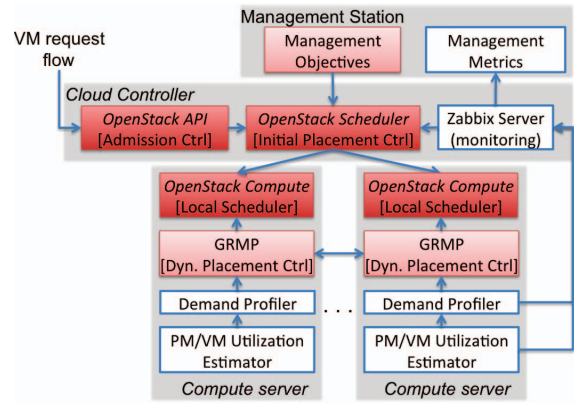 Management Station
VM request
flow
Management
Objectives
Management
Metrics
Cloud Controller
OpenStack API
[Admission Ctrl]
OpenStack Scheduler
[Initial Placement Ctrl]
Zabbix Server
(monitoring)
OpenStack Compute
[Local Scheduler]
OpenStack Compute
[Local Scheduler]
GRMP
[Dyn. Placement Ctrl]
GRMP
[Dyn. Placement Ctrl]
Demand Profiler
. . .
Demand Profiler
PM/VM Utilization
Estimator
PM/VM Utilization
Estimator
Compute server
Compute server